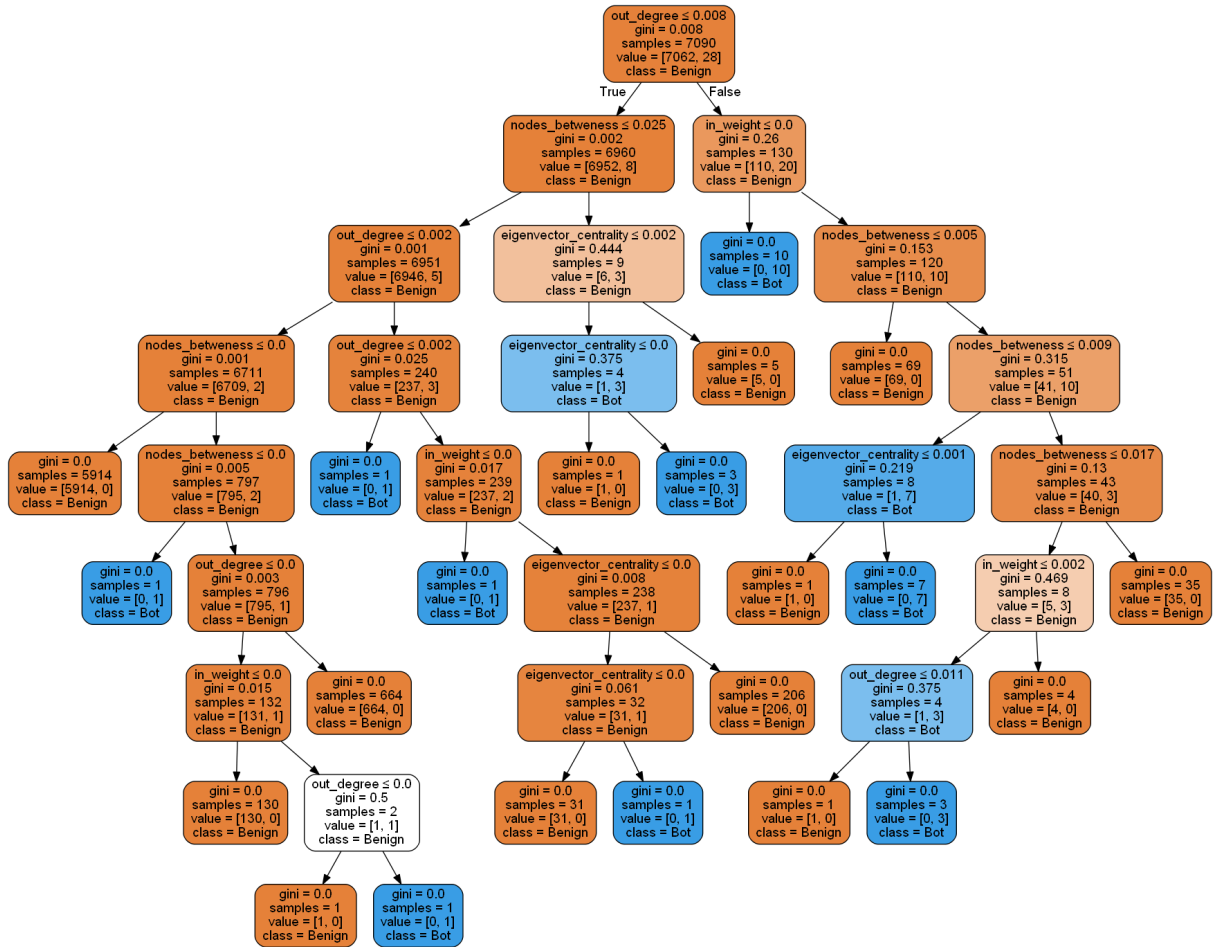 out_degree ≤ 0.008
gini = 0.008
samples = 7090
value = [7062, 28]
class = Benign
True
False
nodes_betweness ≤ 0.025
gini = 0.002
samples = 6960
value = [6952, 8]
class = Benign
in_weight ≤ 0.0
gini = 0.26
samples = 130
value = [110, 20]
class = Benign
out_degree ≤ 0.002
gini = 0.001
samples = 6951
value = [6946, 5]
class = Benign
eigenvector_centrality ≤ 0.002
gini = 0.444
samples = 9
value = [6, 3]
class = Benign
gini = 0.0
samples = 10
value = [0, 10]
class = Bot
nodes_betweness ≤ 0.005
gini = 0.153
samples = 120
value = [110, 10]
class = Benign
nodes_betweness ≤ 0.0
gini = 0.001
samples = 6711
value = [6709, 2]
class = Benign
out_degree ≤ 0.002
gini = 0.025
samples = 240
value = [237, 3]
class = Benign
eigenvector_centrality ≤ 0.0
gini = 0.375
samples = 4
value = [1, 3]
class = Bot
gini = 0.0
samples = 5
value = [5, 0]
class = Benign
gini = 0.0
samples = 69
value = [69, 0]
class = Benign
nodes_betweness ≤ 0.009
gini = 0.315
samples = 51
value = [41, 10]
class = Benign
gini = 0.0
samples = 5914
value = [5914, 0]
class = Benign
nodes_betweness ≤ 0.0
gini = 0.005
samples = 797
value = [795, 2]
class = Benign
gini = 0.0
samples = 1
value = [0, 1]
class = Bot
in_weight ≤ 0.0
gini = 0.017
samples = 239
value = [237, 2]
class = Benign
gini = 0.0
samples = 1
value = [1, 0]
class = Benign
gini = 0.0
samples = 3
value = [0, 3]
class = Bot
eigenvector_centrality ≤ 0.001
gini = 0.219
samples = 8
value = [1, 7]
class = Bot
nodes_betweness ≤ 0.017
gini = 0.13
samples = 43
value = [40, 3]
class = Benign
gini = 0.0
samples = 1
value = [0, 1]
class = Bot
out_degree ≤ 0.0
gini = 0.003
samples = 796
value = [795, 1]
class = Benign
gini = 0.0
samples = 1
value = [0, 1]
class = Bot
eigenvector_centrality ≤ 0.0
gini = 0.008
samples = 238
value = [237, 1]
class = Benign
gini = 0.0
samples = 1
value = [1, 0]
class = Benign
gini = 0.0
samples = 7
value = [0, 7]
class = Bot
in_weight ≤ 0.002
gini = 0.469
samples = 8
value = [5, 3]
class = Benign
gini = 0.0
samples = 35
value = [35, 0]
class = Benign
in_weight ≤ 0.0
gini = 0.015
samples = 132
value = [131, 1]
class = Benign
gini = 0.0
samples = 664
value = [664, 0]
class = Benign
eigenvector_centrality ≤ 0.0
gini = 0.061
samples = 32
value = [31, 1]
class = Benign
gini = 0.0
samples = 206
value = [206, 0]
class = Benign
out_degree ≤ 0.011
gini = 0.375
samples = 4
value = [1, 3]
class = Bot
gini = 0.0
samples = 4
value = [4, 0]
class = Benign
gini = 0.0
samples = 130
value = [130, 0]
class = Benign
out_degree ≤ 0.0
gini = 0.5
samples = 2
value = [1, 1]
class = Benign
gini = 0.0
samples = 31
value = [31, 0]
class = Benign
gini = 0.0
samples = 1
value = [0, 1]
class = Bot
gini = 0.0
samples = 1
value = [1, 0]
class = Benign
gini = 0.0
samples = 3
value = [0, 3]
class = Bot
gini = 0.0
samples = 1
value = [1, 0]
class = Benign
gini = 0.0
samples = 1
value = [0, 1]
class = Bot